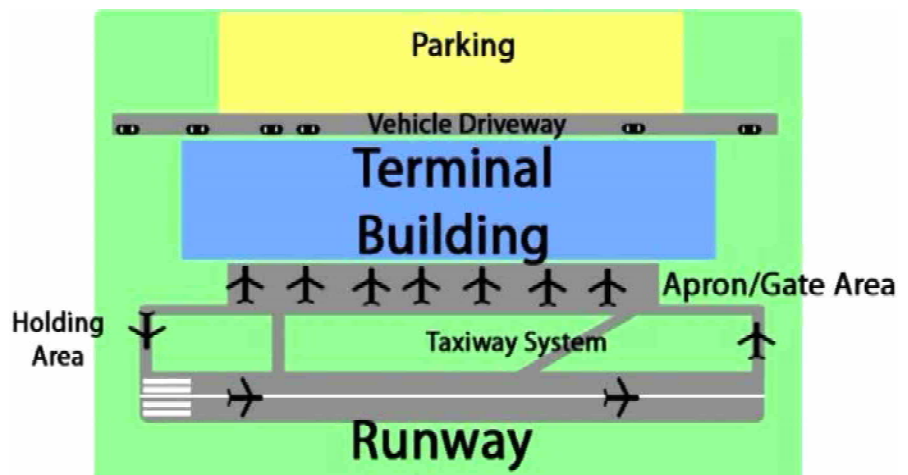 Parking
Vehicle Driveway
Terminal
Building
Apron/Gate Area
Holding
Area
Taxiway System
Runway